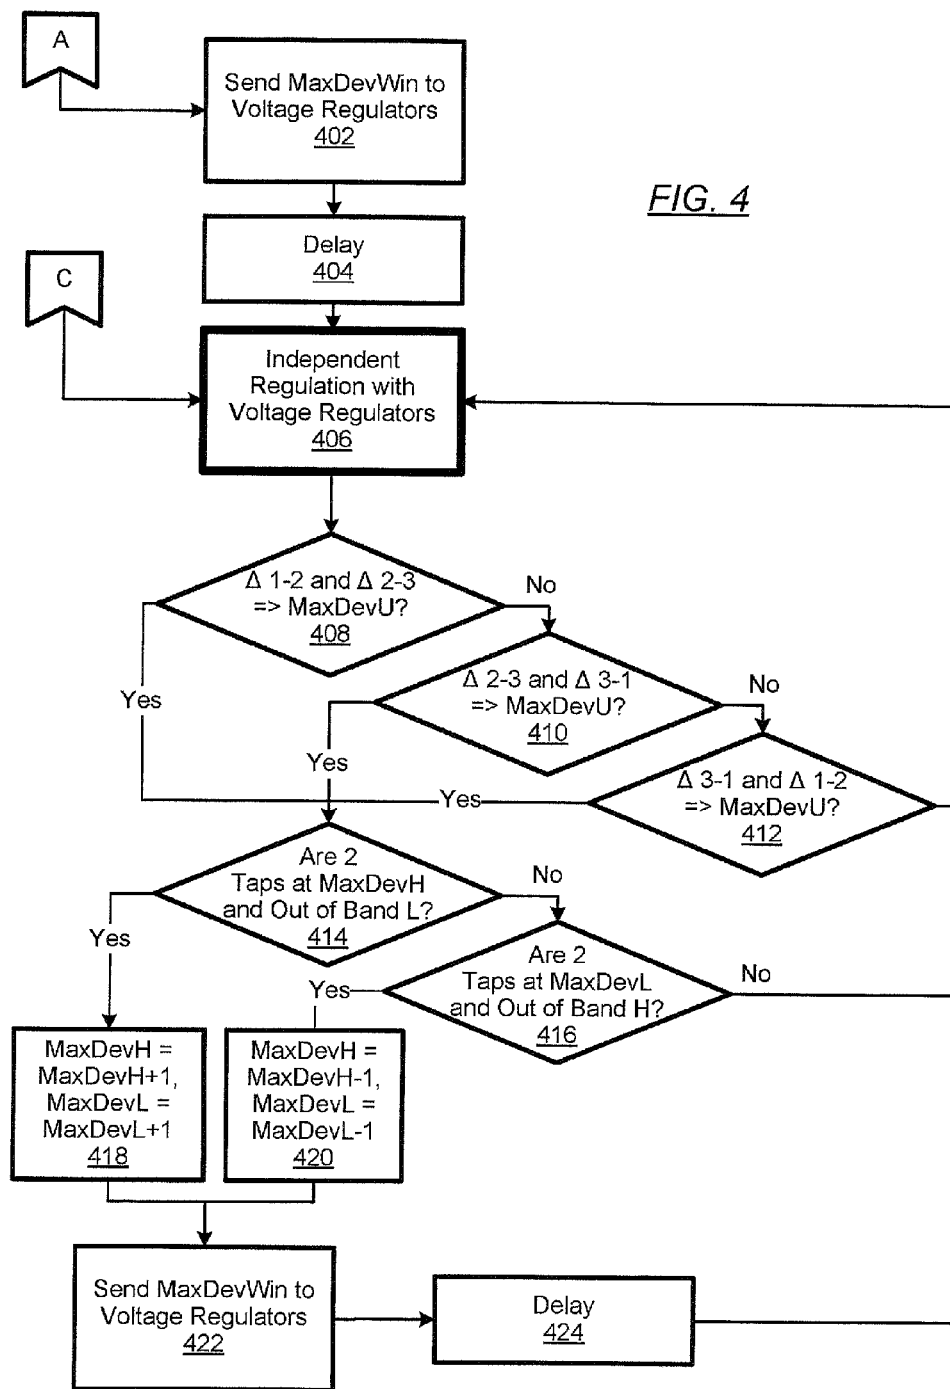 A
Send MaxDevWin to
Voltage Regulators
402
FIG. 4
Delay
404
C
Independent
Regulation with
Voltage Regulators
406
Δ 1-2 and Δ 2-3
=> MaxDevU?
408
No
Yes
Δ 2-3 and Δ 3-1
=> MaxDevU?
410
No
Yes
Δ 3-1 and Δ 1-2
=> MaxDevU?
412
Yes
Are 2
Taps at MaxDevH
and Out of Band L?
414
No
Yes
Are 2
Taps at MaxDevL
and Out of Band H?
416
No
Yes
MaxDevH =
MaxDevH+1,
MaxDevL =
MaxDevL+1
418
MaxDevH =
MaxDevH-1,
MaxDevL =
MaxDevL-1
420
Send MaxDevWin to
Voltage Regulators
422
Delay
424